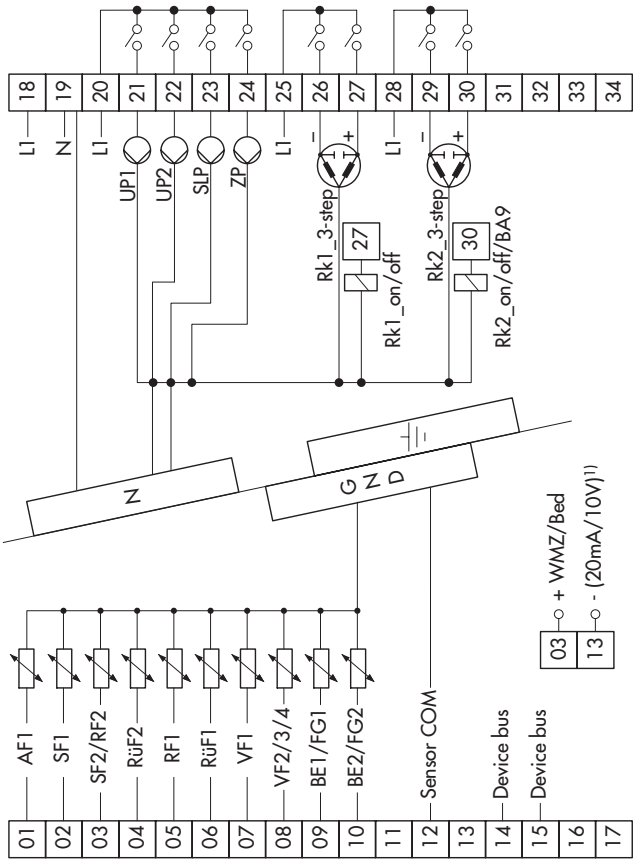 18
19
20
21
22
23
24
25
26
27
28
29
30
31
32
33
34
L1
N
L1
UP1
UP2
SLP
ZP
L1
–
+
L1
–
+
Rk1_3-step
27
Rk1_on/off
Rk2_3-step
30
Rk2_on/off/BA9
N
GND
01
AF1
02
SF1
03
SF2/RF2
04
RüF2
05
RF1
06
RüF1
07
VF1
08
VF2/3/4
09
BE1/FG1
10
BE2/FG2
11
12
Sensor COM
13
14
Device bus
15
Device bus
16
17
03 + WMZ/Bed
13 - (20mA/10V)1)